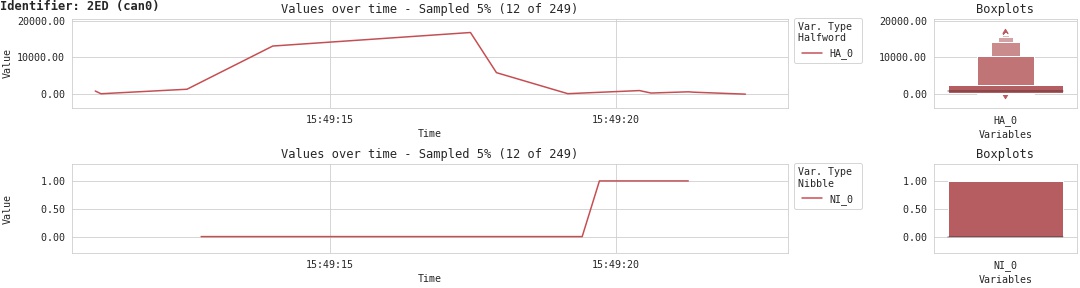 Identifier: 2ED (can0)
Values over time - Sampled 5% (12 of 249)
Boxplots
20000.00
10000.00
0.00
Value
15:49:15
15:49:20
Time
Var. Type
Halfword
HA_0
20000.00
10000.00
0.00
HA_0
Variables
Values over time - Sampled 5% (12 of 249)
Boxplots
1.00
0.50
0.00
Value
15:49:15
15:49:20
Time
Var. Type
Nibble
NI_0
1.00
0.50
0.00
NI_0
Variables